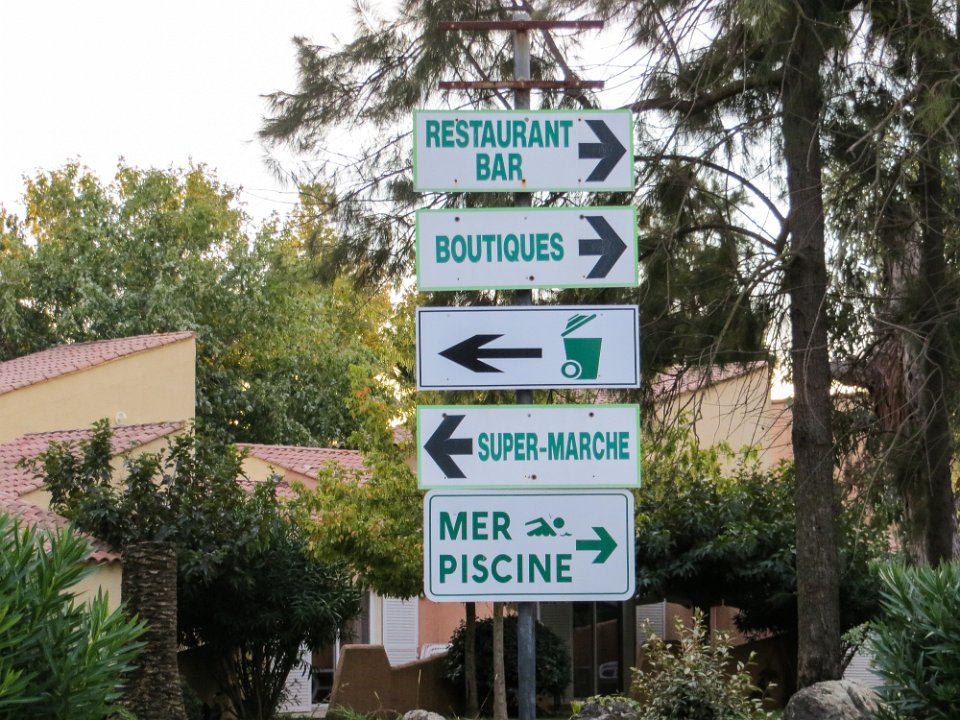 RESTAURANT
BAR
BOUTIQUES
SUPER-MARCHE
MER
PISCINE